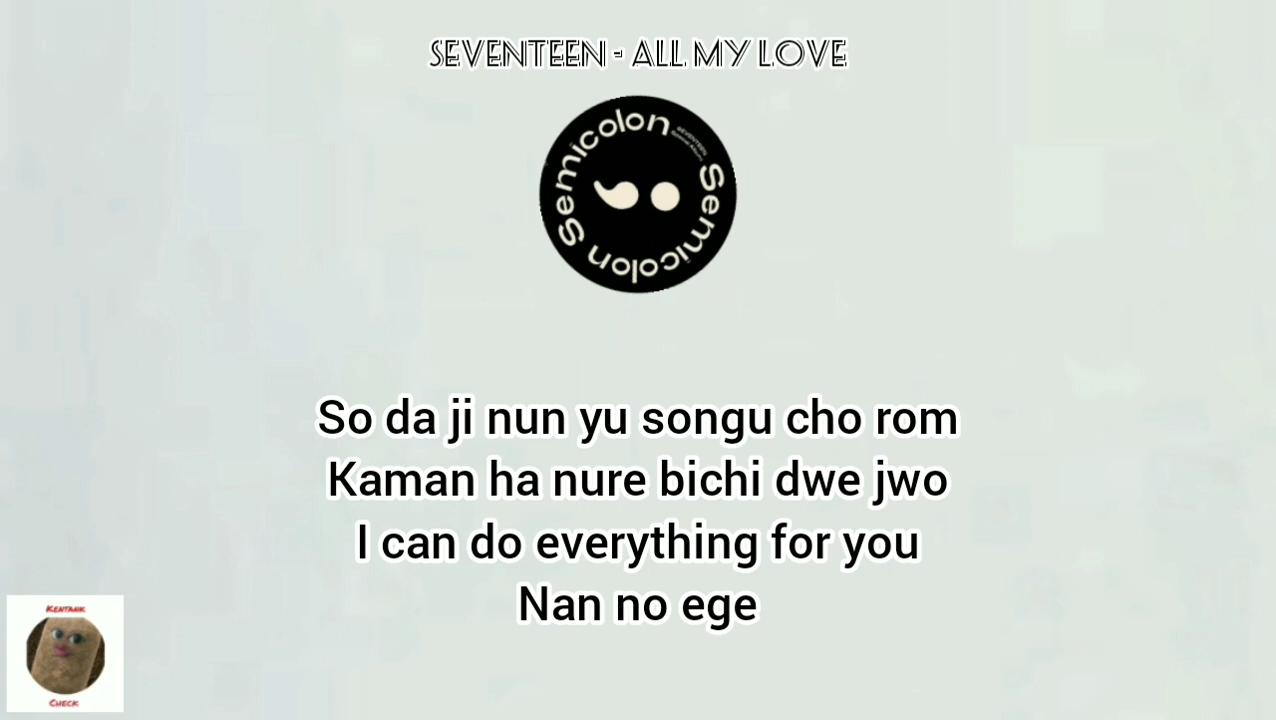 SEVENTEEN - ALL MY LOVE
Semicolon Semicolon
So da ji nun yu songu cho rom
Kaman ha nure bichi dwe jwo
I can do everything for you
Nan no ege
KENTANK
CHECK